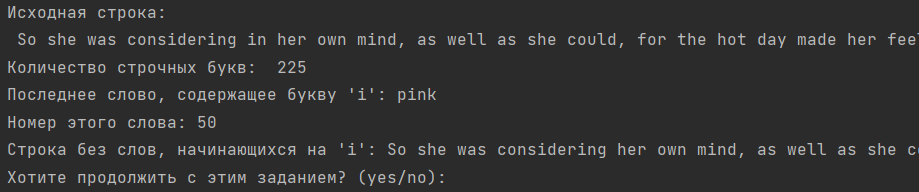 Исходная строка:
So she was considering in her own mind, as well as she could, for the hot day made her feel
Количество строчных букв:  225
Последнее слово, содержащее букву 'i': pink
Номер этого слова: 50
Строка без слов, начинающихся на 'i': So she was considering her own mind, as well as she c
Хотите продолжить с этим заданием? (yes/no):